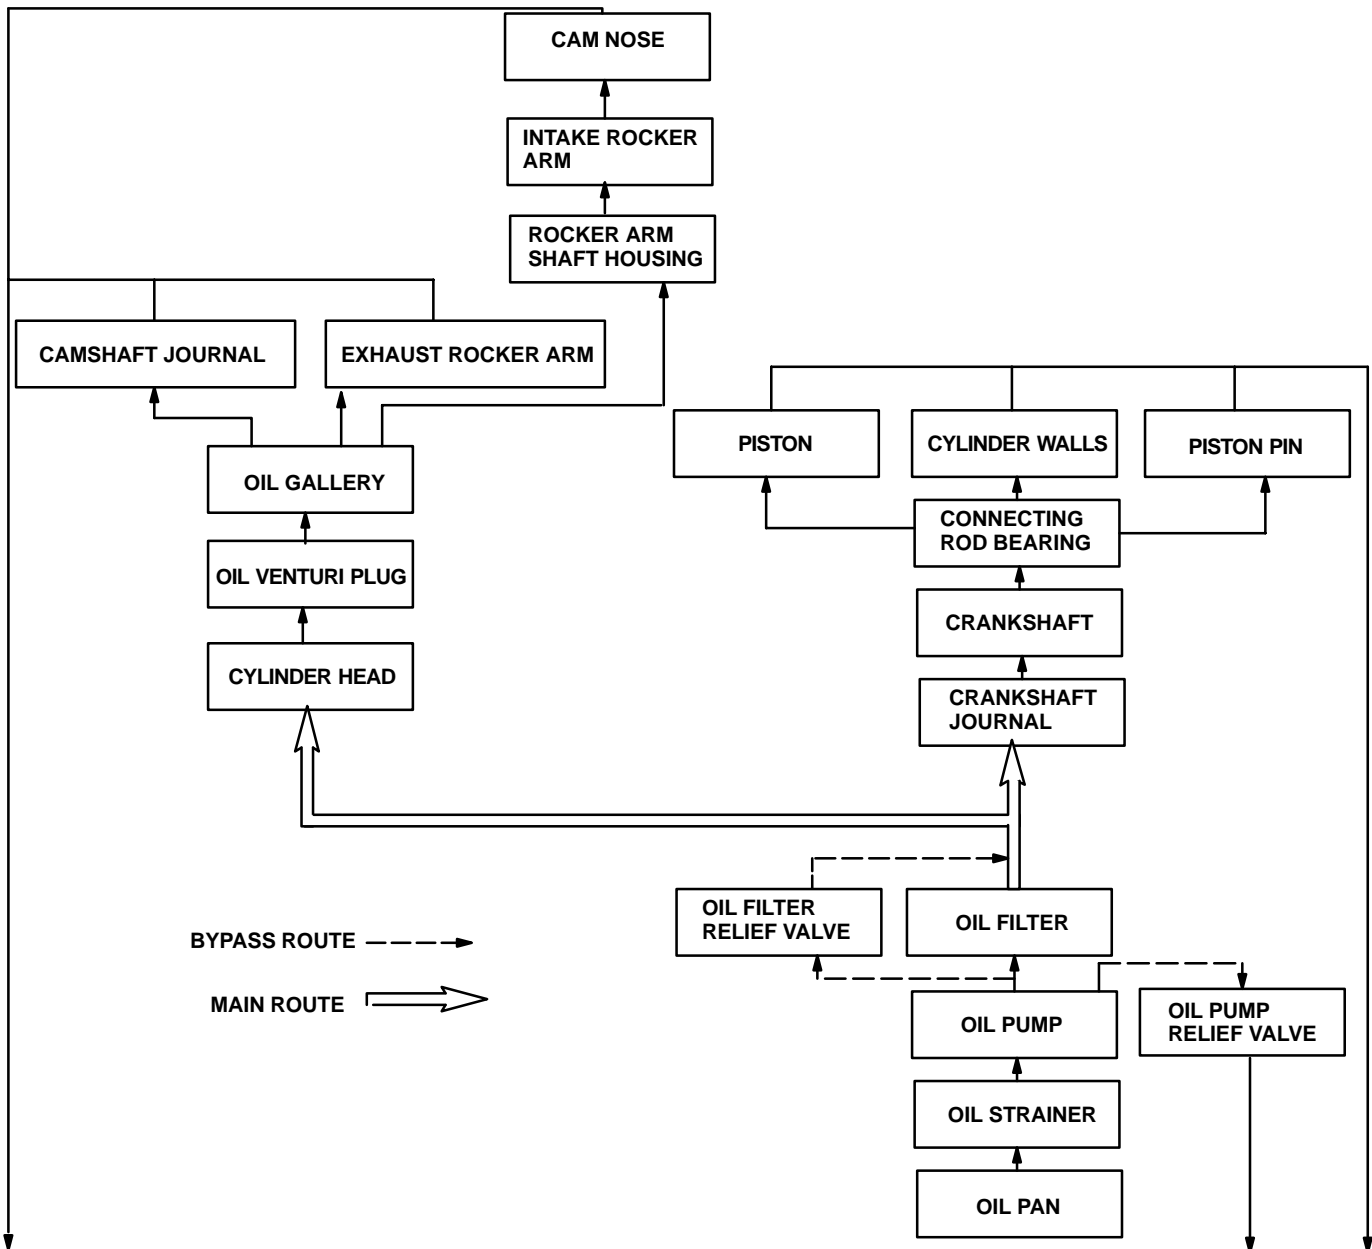 CAM NOSE
INTAKE ROCKER
ARM
ROCKER ARM
SHAFT HOUSING
CAMSHAFT JOURNAL
EXHAUST ROCKER ARM
PISTON
CYLINDER WALLS
PISTON PIN
OIL GALLERY
CONNECTING
ROD BEARING
OIL VENTURI PLUG
CRANKSHAFT
CYLINDER HEAD
CRANKSHAFT
JOURNAL
OIL FILTER
RELIEF VALVE
OIL FILTER
BYPASS ROUTE
MAIN ROUTE
OIL PUMP
OIL PUMP
RELIEF VALVE
OIL STRAINER
OIL PAN